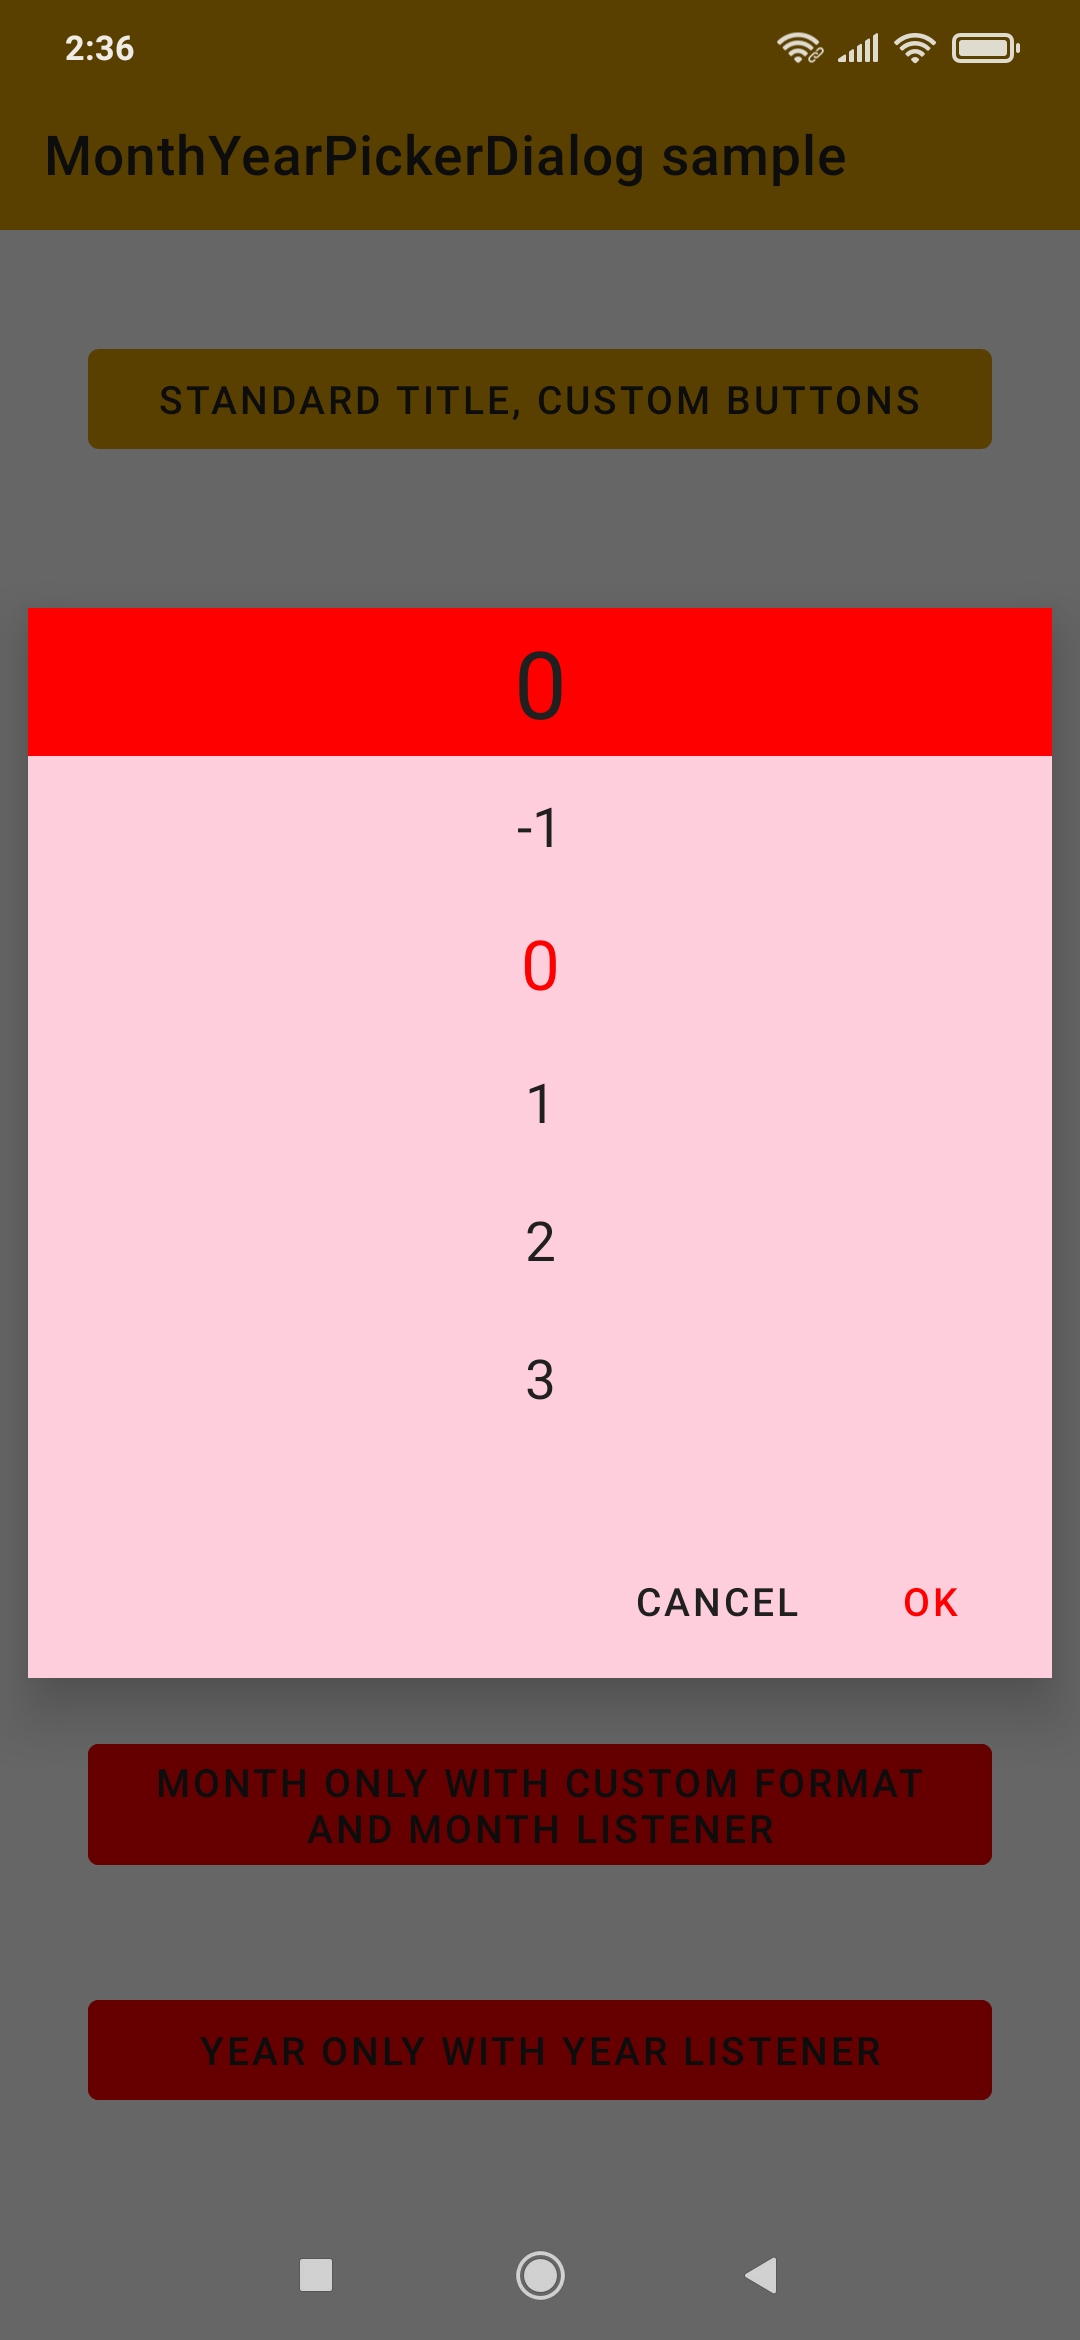 2:36
MonthYearPickerDialog sample
STANDARD TITLE, CUSTOM BUTTONS
0
-1
0
1
2
3
CANCEL OK
MONTH ONLY WITH CUSTOM FORMAT
AND MONTH LISTENER
YEAR ONLY WITH YEAR LISTENER